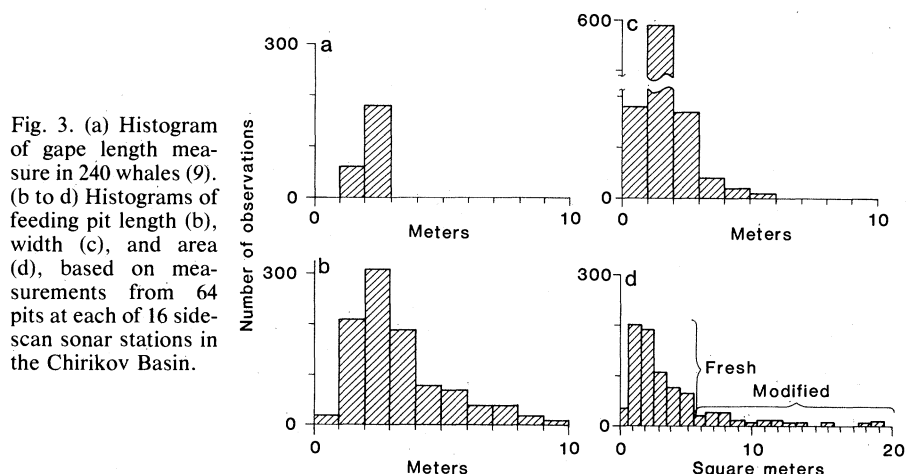 Fig. 3. (a) Histogram
of gape length mea-
sure in 240 whales (9).
(b to d) Histograms of
feeding pit length (b),
width (c), and area
(d), based on mea-
surements from 64
pits at each of 16 side-
scan sonar stations in
the Chirikov Basin.
Number of observations
a
300
0
0
10
Meters
c
600
0
0
10
Meters
b
300
0
0
10
Meters
d
300
0
Fresh
Modified
0
10
20
Square meters